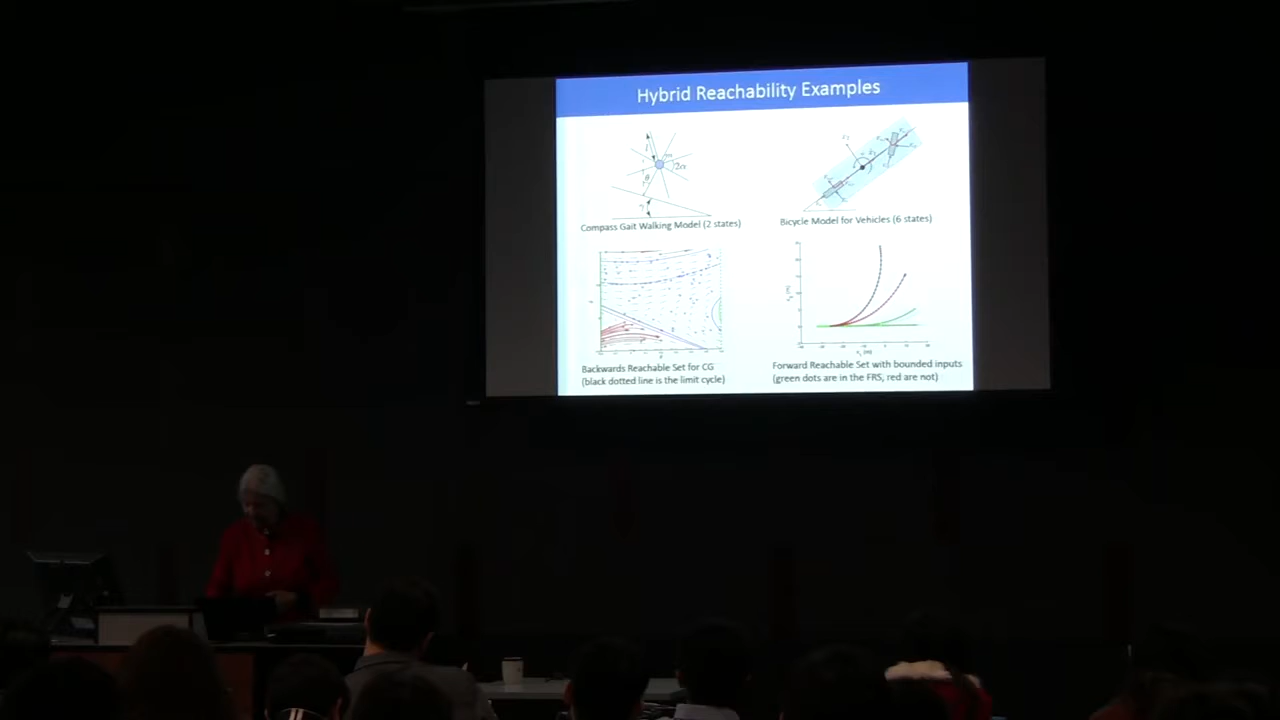 Hybrid Reachability Examples
2α
θ
γ
Compass Gait Walking Model (2 states)
Bicycle Model for Vehicles (6 states)
Backwards Reachable Set for CG
(black dotted line is the limit cycle)
Forward Reachable Set with bounded inputs
(green dots are in the FRS, red are not)